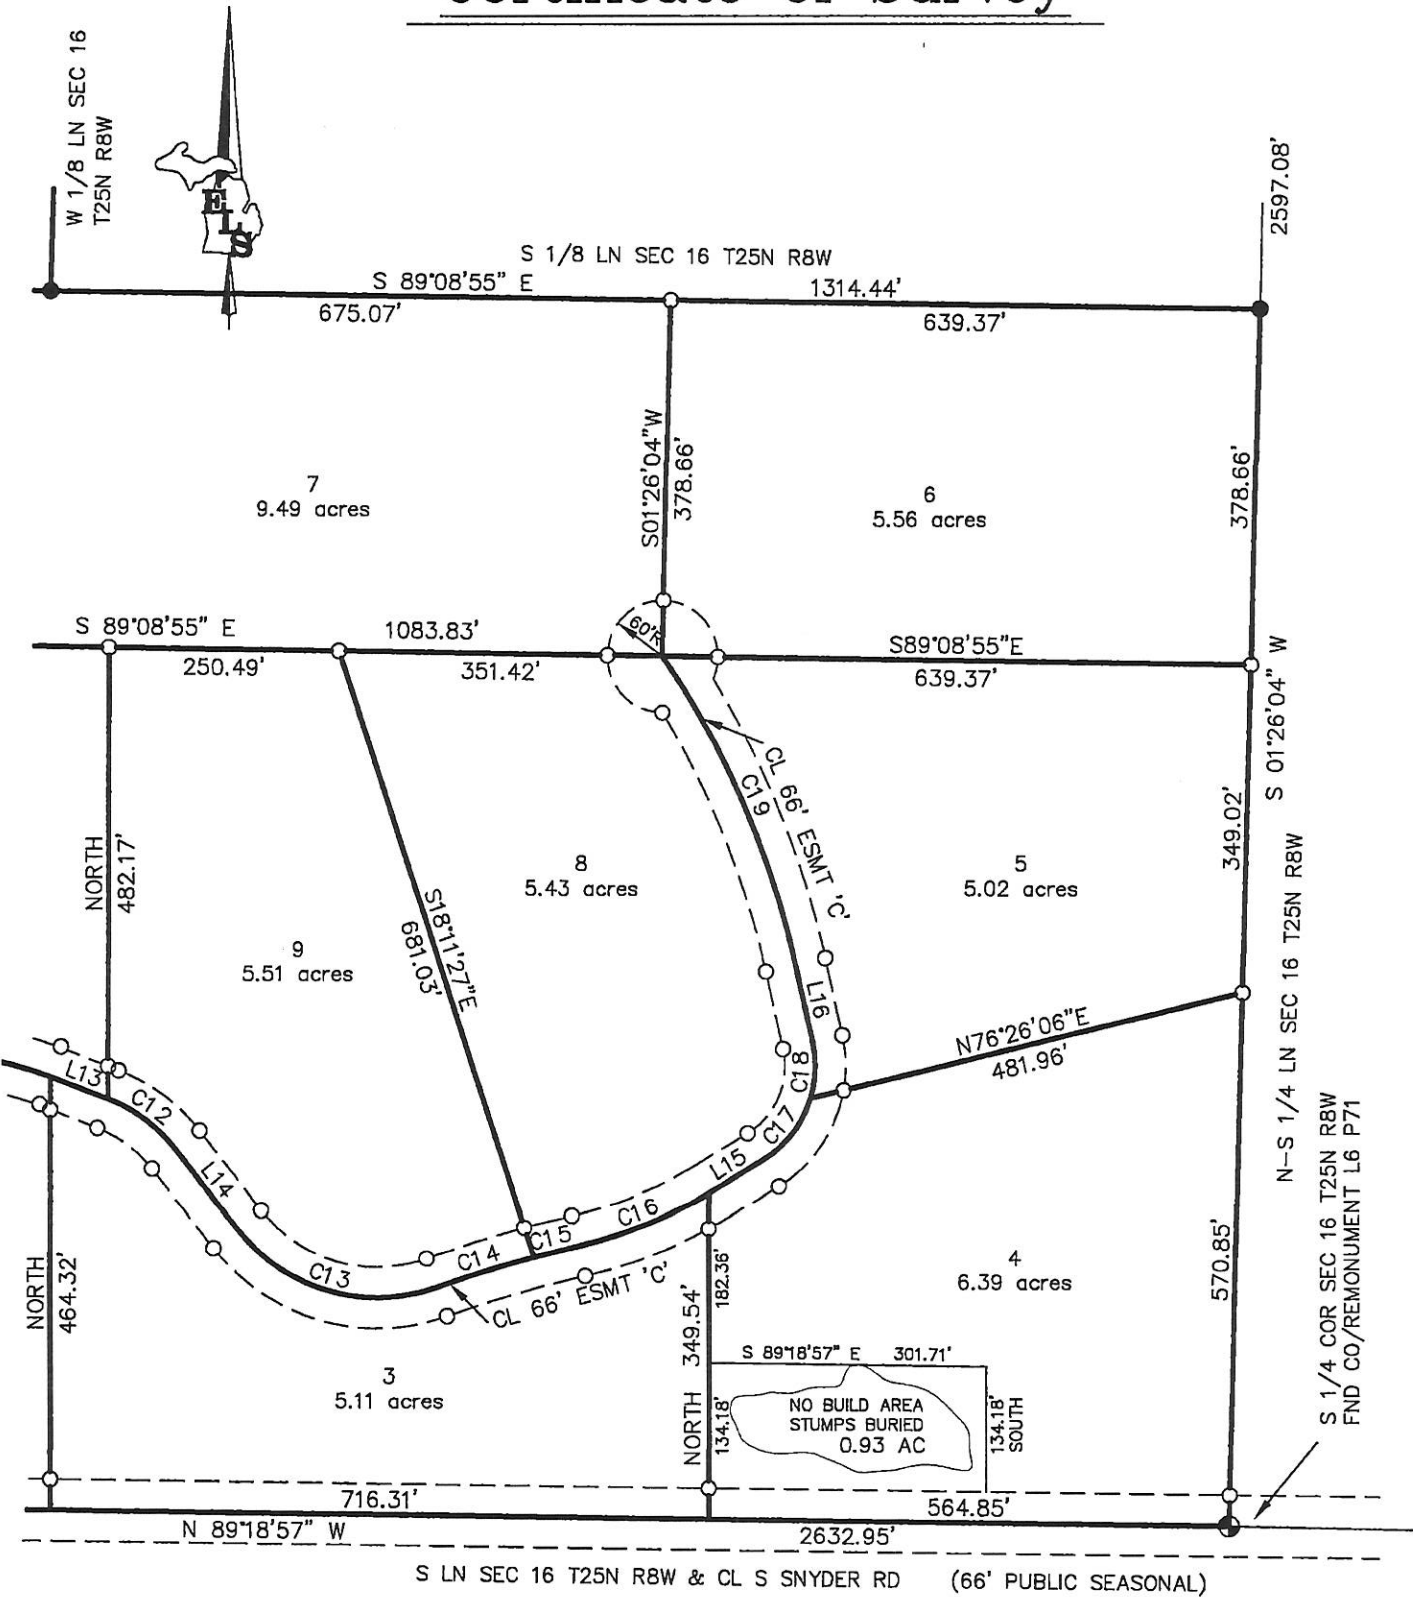 Certificate of Survey
W 1/8 LN SEC 16
T25N R8W
ELS
2597.08'
S 1/8 LN SEC 16 T25N R8W
S 89°08'55" E
1314.44'
675.07'
639.37'
S01°26'04"W
378.66'
378.66'
7
9.49 acres
6
5.56 acres
60'R
S 89°08'55" E
1083.83'
S89°08'55"E
250.49'
351.42'
639.37'
S 01°26'04" W
CL 66' ESMT 'C'
C19
NORTH
482.17'
349.02'
8
5.43 acres
5
5.02 acres
S18°11'27"E
681.03'
9
5.51 acres
N-S 1/4 LN SEC 16 T25N R8W
L16
N76°26'06"E
481.96'
L13
C12
C18
C17
L14
L15
C16
C15
C14
C13
CL 66' ESMT 'C'
S 1/4 COR SEC 16 T25N R8W
FND CO/REMONUMENT L6 P71
NORTH
464.32'
182.36'
349.54'
NORTH
134.18'
4
6.39 acres
570.85'
S 89°18'57" E 301.71'
3
5.11 acres
NO BUILD AREA
STUMPS BURIED
0.93 AC
134.18'
SOUTH
716.31'
564.85'
N 89°18'57" W
2632.95'
S LN SEC 16 T25N R8W & CL S SNYDER RD (66' PUBLIC SEASONAL)